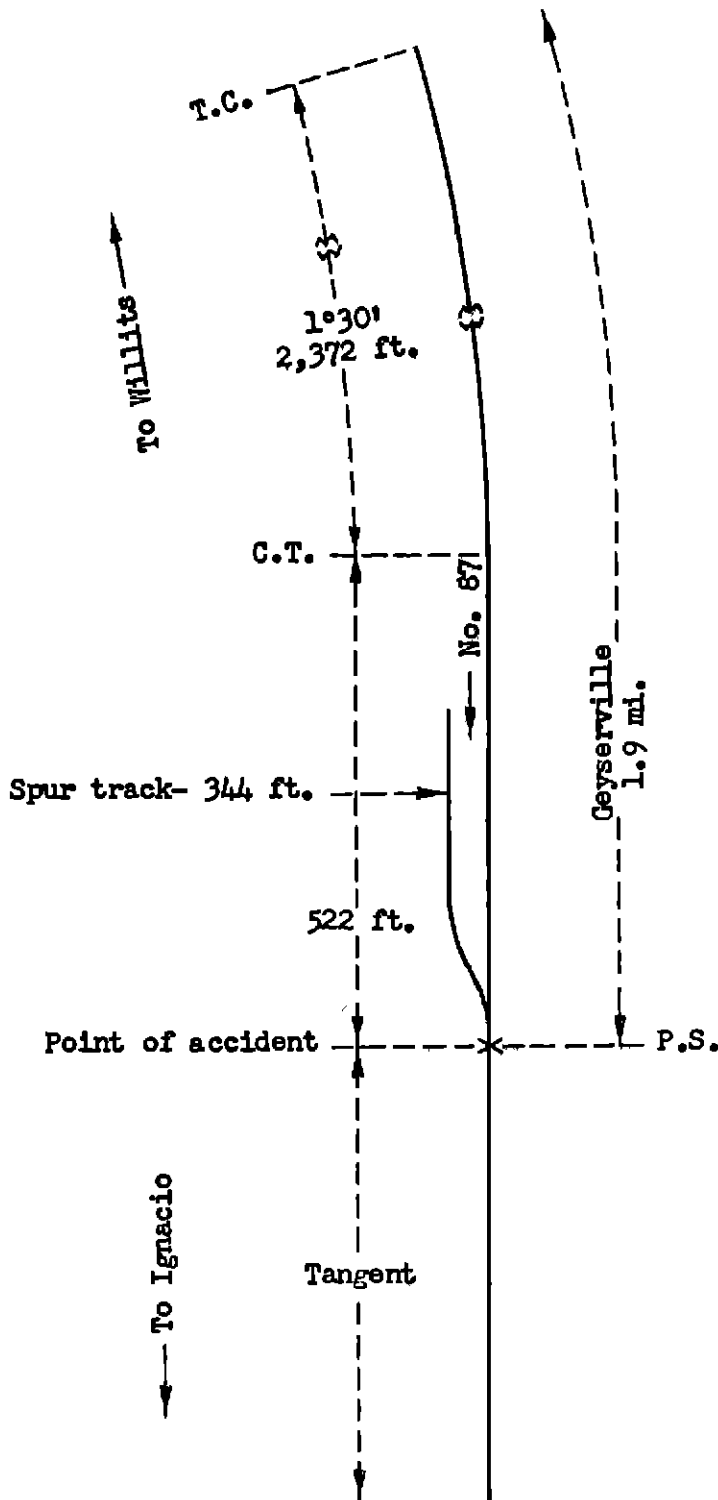 T.C.
To Willits
1°30'
2,372 ft.
C.T.
No. 87
Geyserville
1.9 mi.
Spur track- 344 ft.
522 ft.
Point of accident
P.S.
To Ignacio
Tangent